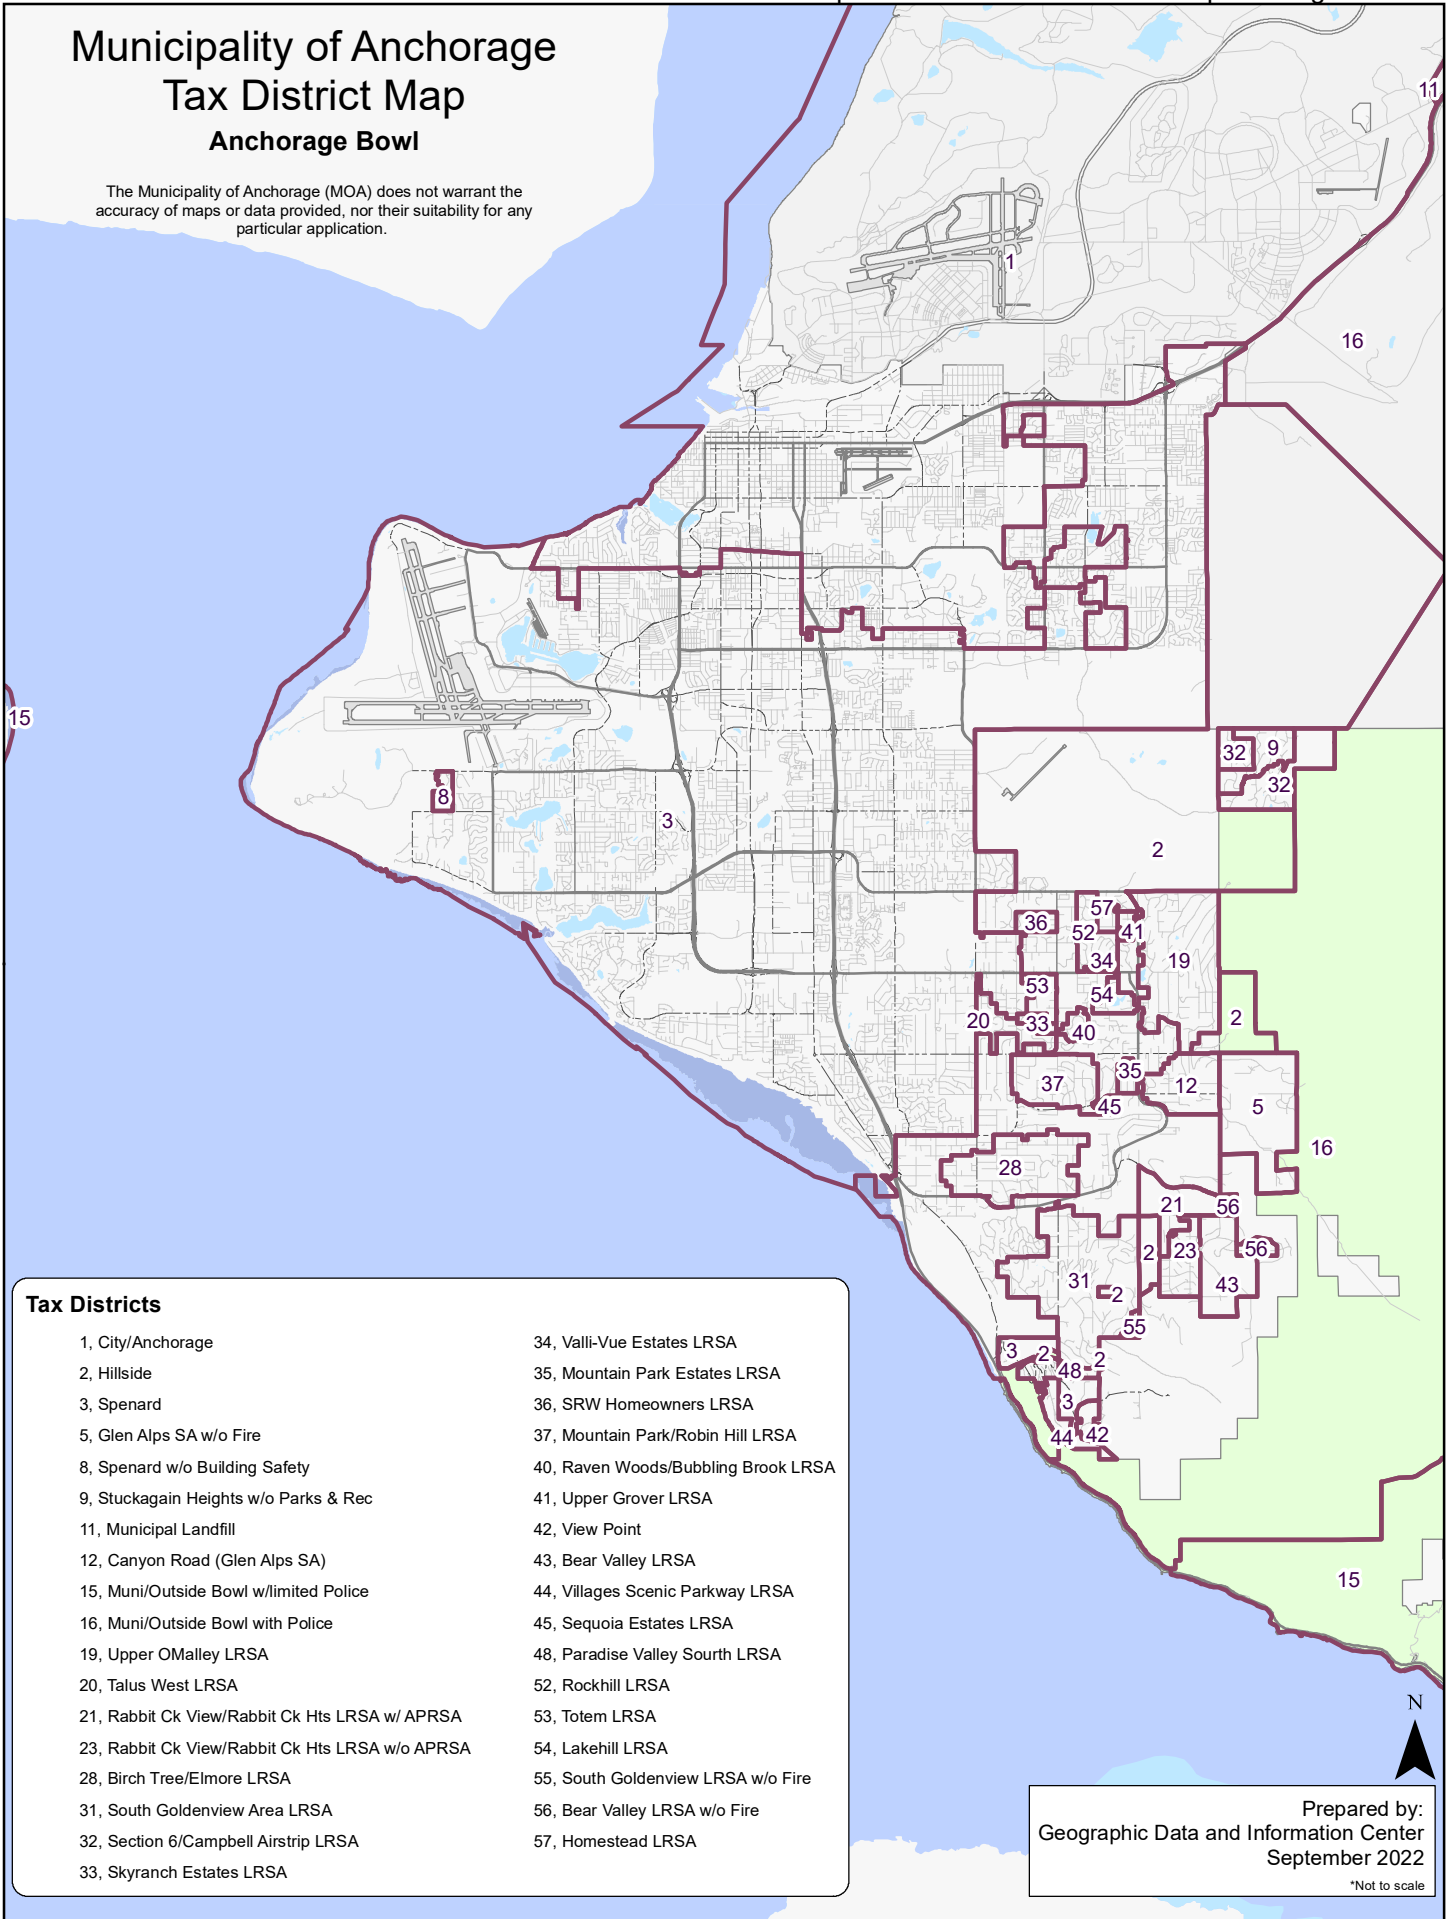 Municipality of Anchorage
Tax District Map
Anchorage Bowl
The Municipality of Anchorage (MOA) does not warrant the
accuracy of maps or data provided, nor their suitability for any
particular application.
11
1
16
15
32
9
32
8
3
2
57
36
52
41
34
19
53
54
20
33
40
2
35
37
12
45
5
16
28
21
56
2
23
56
31
2
43
55
3
2
2
48
3
44
42
15
Tax Districts
1, City/Anchorage
2, Hillside
3, Spenard
5, Glen Alps SA w/o Fire
8, Spenard w/o Building Safety
9, Stuckagain Heights w/o Parks & Rec
11, Municipal Landfill
12, Canyon Road (Glen Alps SA)
15, Muni/Outside Bowl w/limited Police
16, Muni/Outside Bowl with Police
19, Upper OMalley LRSA
20, Talus West LRSA
21, Rabbit Ck View/Rabbit Ck Hts LRSA w/ APRSA
23, Rabbit Ck View/Rabbit Ck Hts LRSA w/o APRSA
28, Birch Tree/Elmore LRSA
31, South Goldenview Area LRSA
32, Section 6/Campbell Airstrip LRSA
33, Skyranch Estates LRSA
34, Valli-Vue Estates LRSA
35, Mountain Park Estates LRSA
36, SRW Homeowners LRSA
37, Mountain Park/Robin Hill LRSA
40, Raven Woods/Bubbling Brook LRSA
41, Upper Grover LRSA
42, View Point
43, Bear Valley LRSA
44, Villages Scenic Parkway LRSA
45, Sequoia Estates LRSA
48, Paradise Valley Sourth LRSA
52, Rockhill LRSA
53, Totem LRSA
54, Lakehill LRSA
55, South Goldenview LRSA w/o Fire
56, Bear Valley LRSA w/o Fire
57, Homestead LRSA
N
Prepared by:
Geographic Data and Information Center
September 2022
*Not to scale